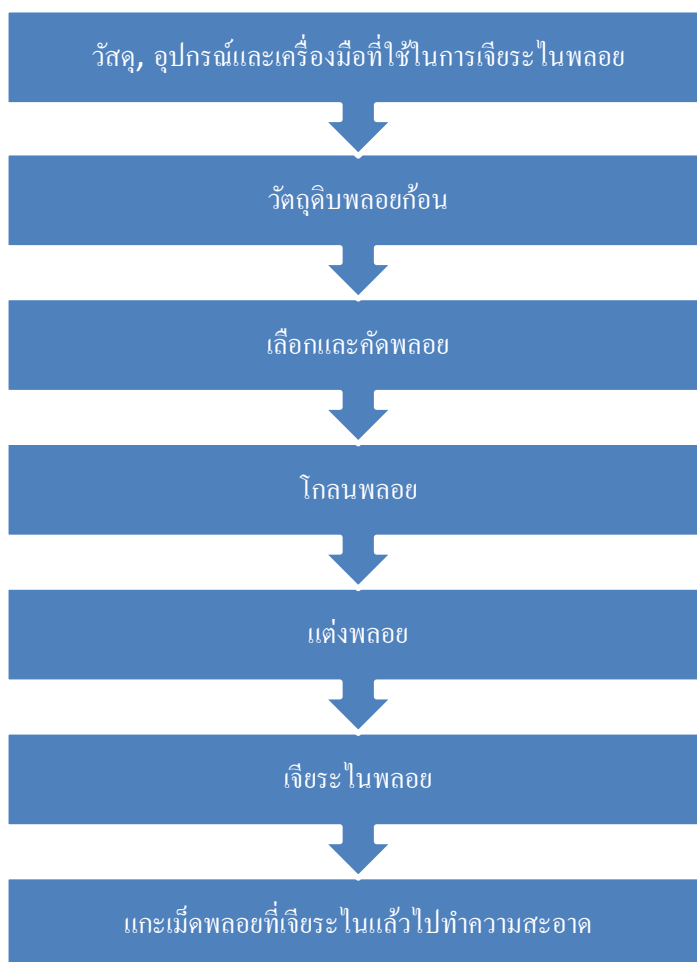 วัสดุ, อุปกรณ์และเครื่องมือที่ใช้ในการเจียระไนพลอย
วัตถุดิบพลอยก้อน
เลือกและคัดพลอย
โกลนพลอย
แต่งพลอย
เจียระไนพลอย
แกะเม็ดพลอยที่เจียระไนแล้วไปทำความสะอาด